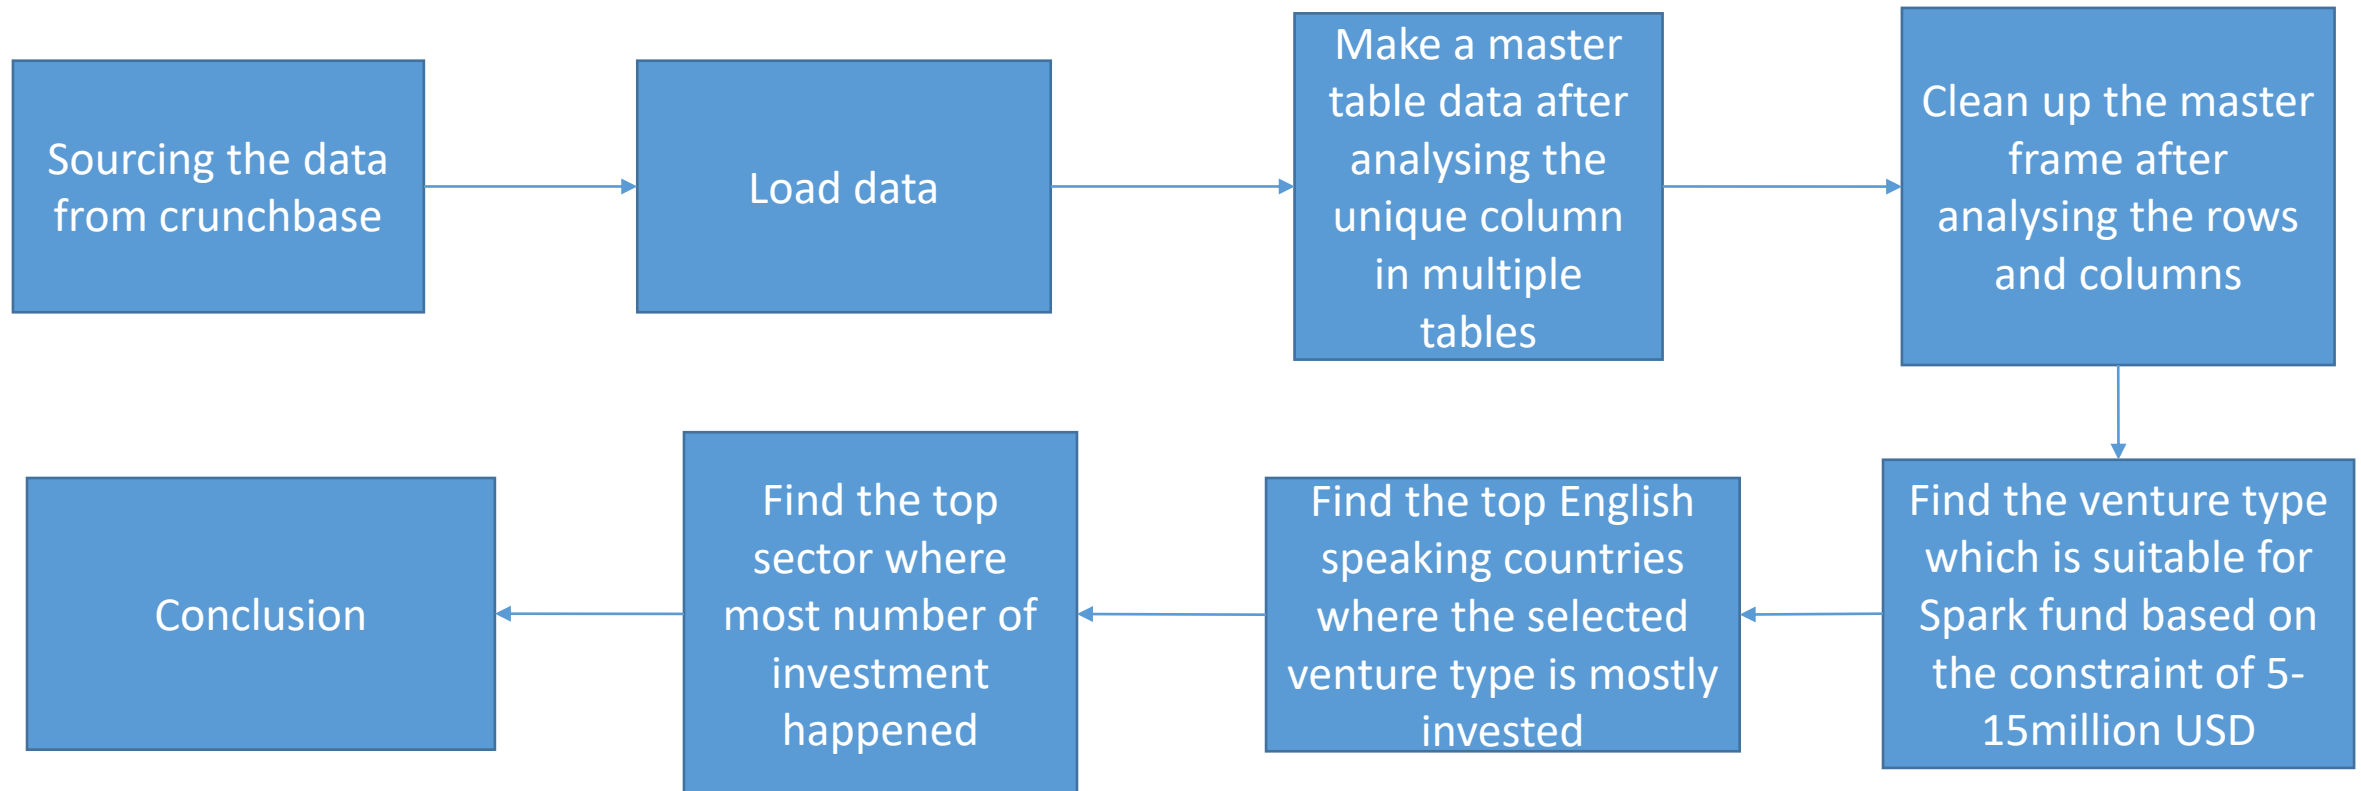 Sourcing the data
from crunchbase
Load data
Make a master
table data after
analysing the
unique column
in multiple
tables
Clean up the master
frame after
analysing the rows
and columns
Find the venture type
which is suitable for
Spark fund based on
the constraint of 5-
15million USD
Find the top English
speaking countries
where the selected
venture type is mostly
invested
Find the top
sector where
most number of
investment
happened
Conclusion